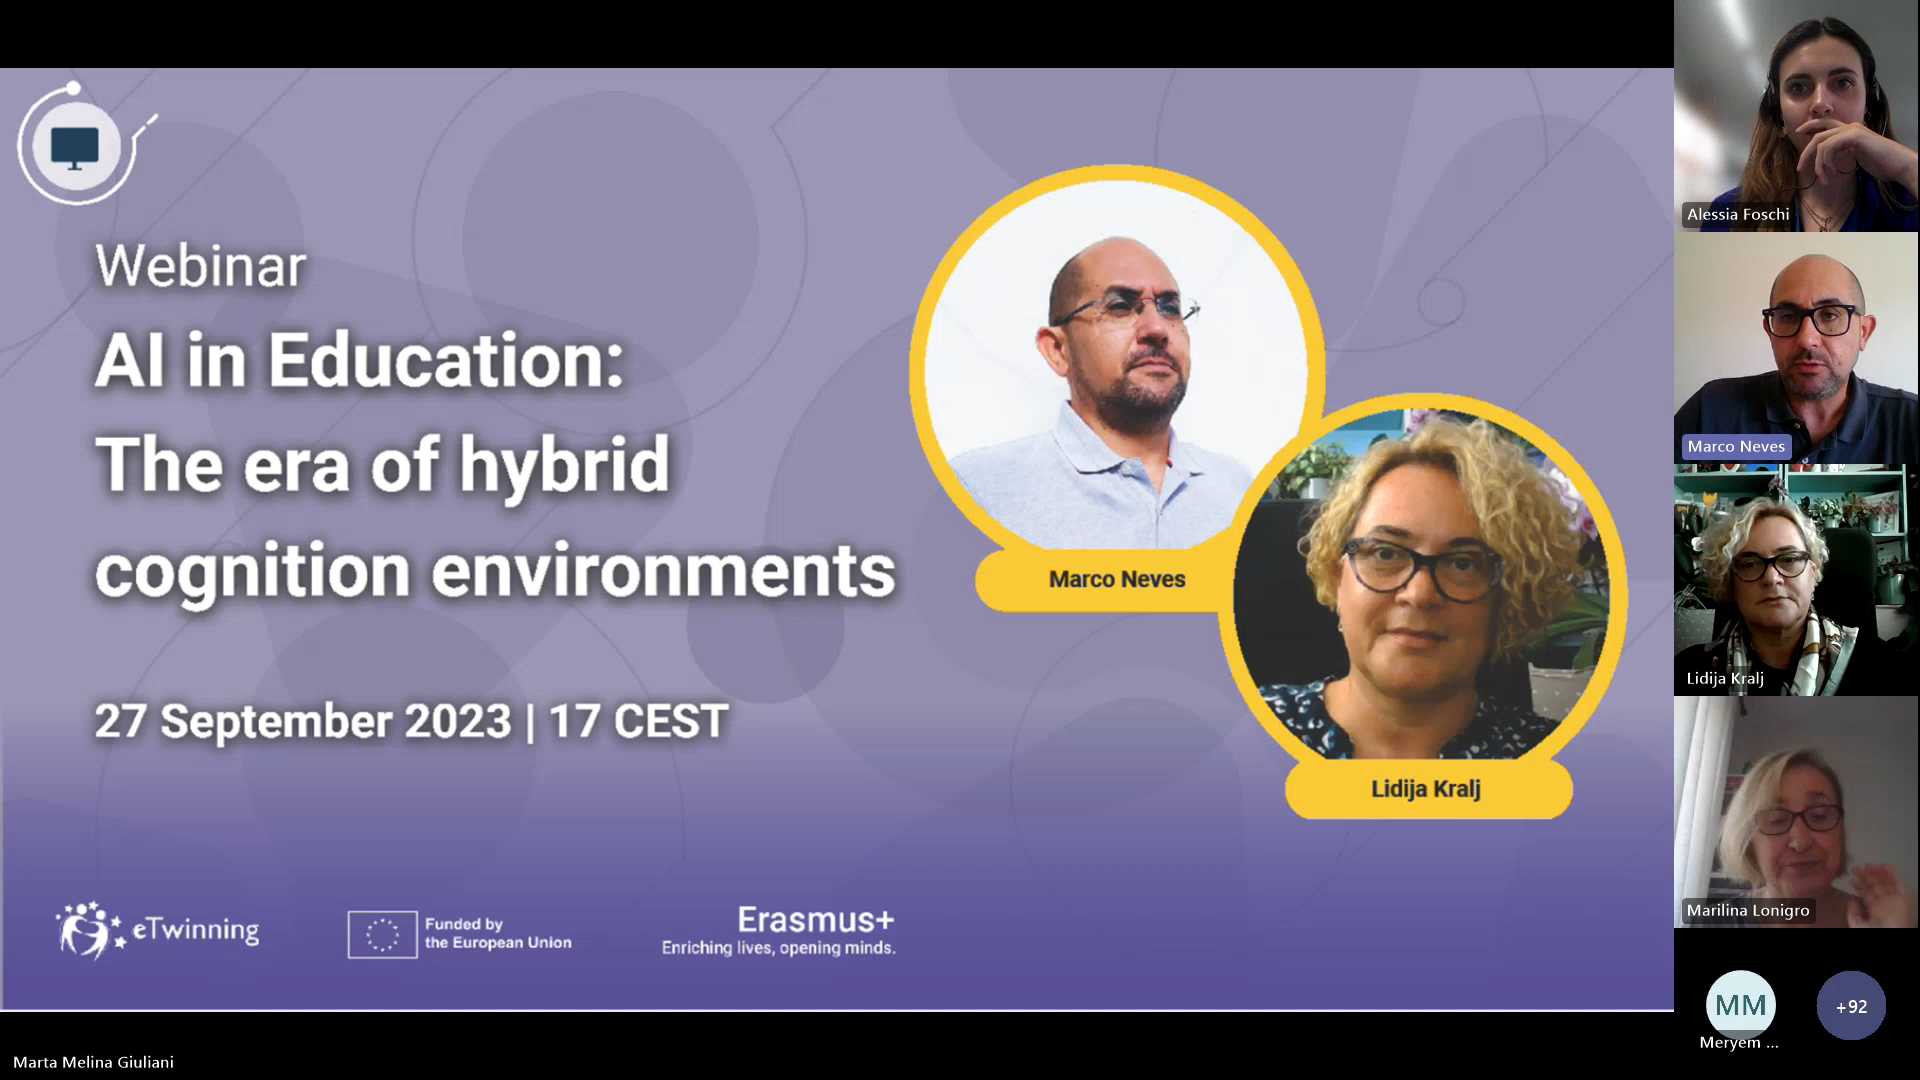 Webinar
AI in Education:
The era of hybrid
cognition environments
27 September 2023 | 17 CEST
Marco Neves
Lidija Kralj
eTwinning
Funded by
the European Union
Erasmus+
Enriching lives, opening minds.
Marta Melina Giuliani
Alessia Foschi
Marco Neves
Lidija Kralj
Marilina Lonigro
MM
Meryem ...
+92